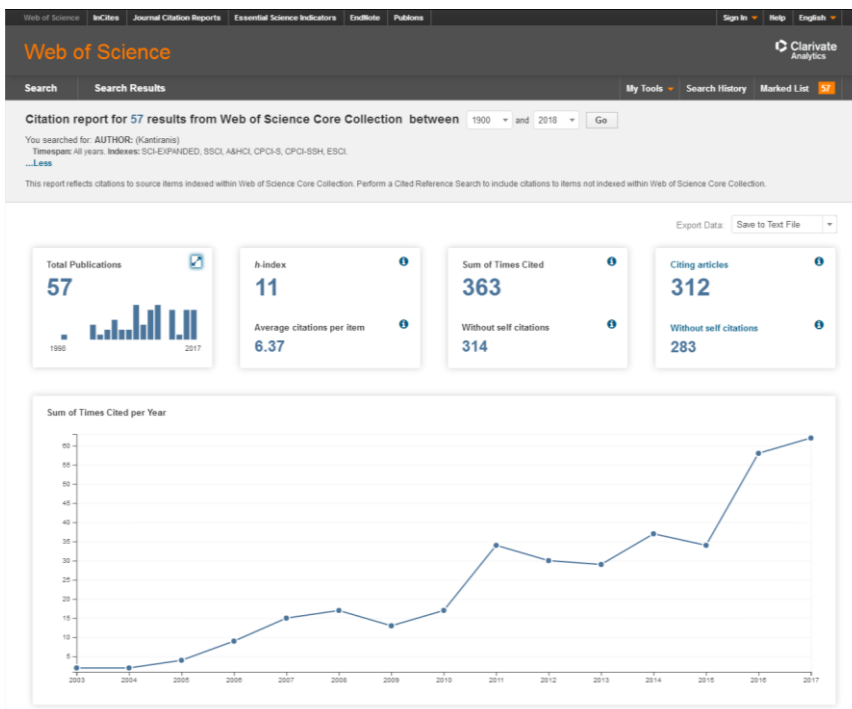 Web of Science InCites Journal Citation Reports Essential Science Indicators EndNote Publons Sign In Help English
Web of Science
Clarivate
Analytics
Search Search Results My Tools Search History Marked List 57
Citation report for 57 results from Web of Science Core Collection between 1900 and 2018 Go
You searched for: AUTHOR: (Kantiranis)
Timespan: All years. Indexes: SCI-EXPANDED, SSCI, A&HCI, CPCI-S, CPCI-SSH, ESCI.
...Less
This report reflects citations to source items indexed within Web of Science Core Collection. Perform a Cited Reference Search to include citations to items not indexed within Web of Science Core Collection.
Export Data: Save to Text File
Total Publications
57
1996 2017
h-index
11
Average citations per item
6.37
Sum of Times Cited
363
Without self citations
314
Citing articles
312
Without self citations
283
Sum of Times Cited per Year
60
55
50
45
40
35
30
25
20
15
10
5
2003 2004 2005 2006 2007 2008 2009 2010 2011 2012 2013 2014 2015 2016 2017